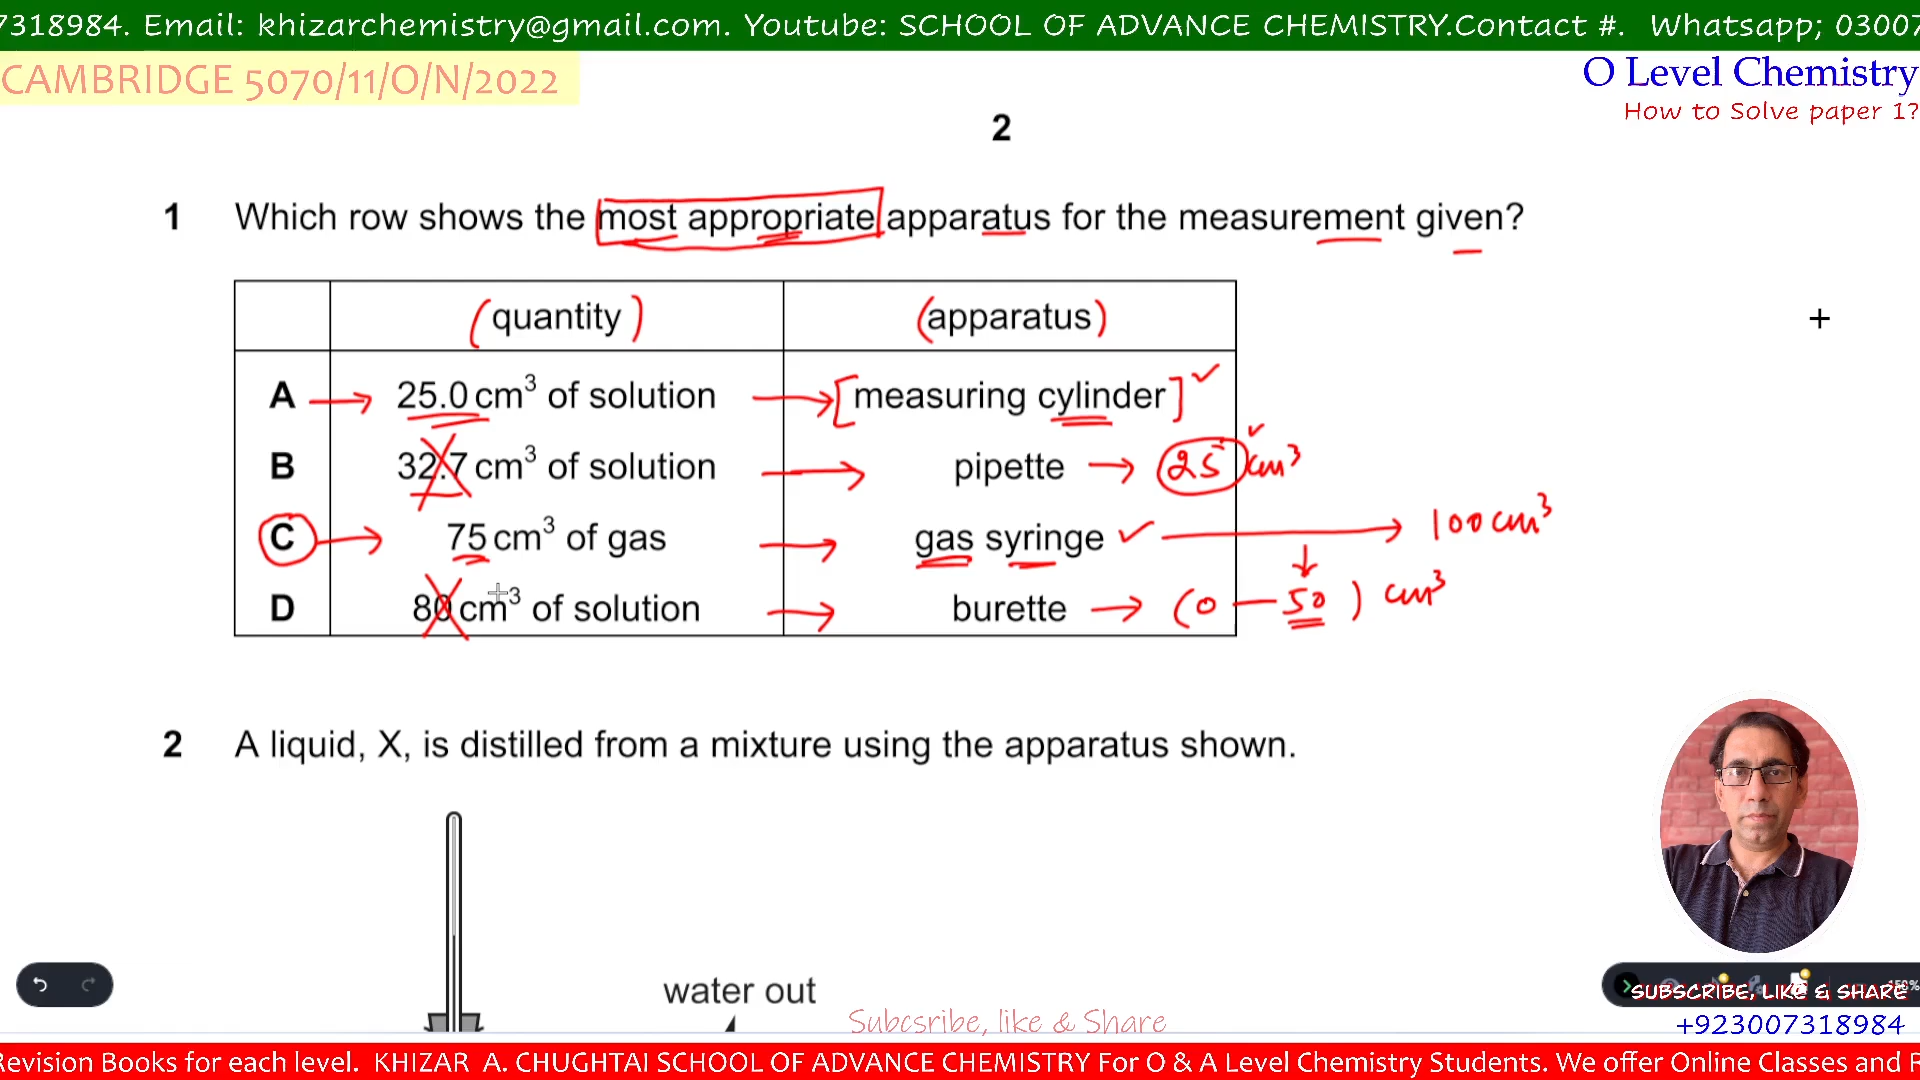 7318984. Email: khizarchemistry@gmail.com. Youtube: SCHOOL OF ADVANCE CHEMISTRY.Contact #. Whatsapp; 03007
CAMBRIDGE 5070/11/O/N/2022
O Level Chemistry
How to Solve paper 1?
2
1 Which row shows the most appropriate apparatus for the measurement given?
(quantity) (apparatus)
A → 25.0 cm³ of solution → [measuring cylinder] ✓
B 32.7 cm³ of solution → pipette → 25 cm³ ✓
C → 75 cm³ of gas → gas syringe ✓ → 100 cm³
D 80 cm³ of solution → burette → (0 — 50) cm³
2 A liquid, X, is distilled from a mixture using the apparatus shown.
water out
SUBSCRIBE, LIKE & SHARE
Subcsribe, like & Share
+923007318984
Revision Books for each level. KHIZAR A. CHUGHTAI SCHOOL OF ADVANCE CHEMISTRY For O & A Level Chemistry Students. We offer Online Classes and R